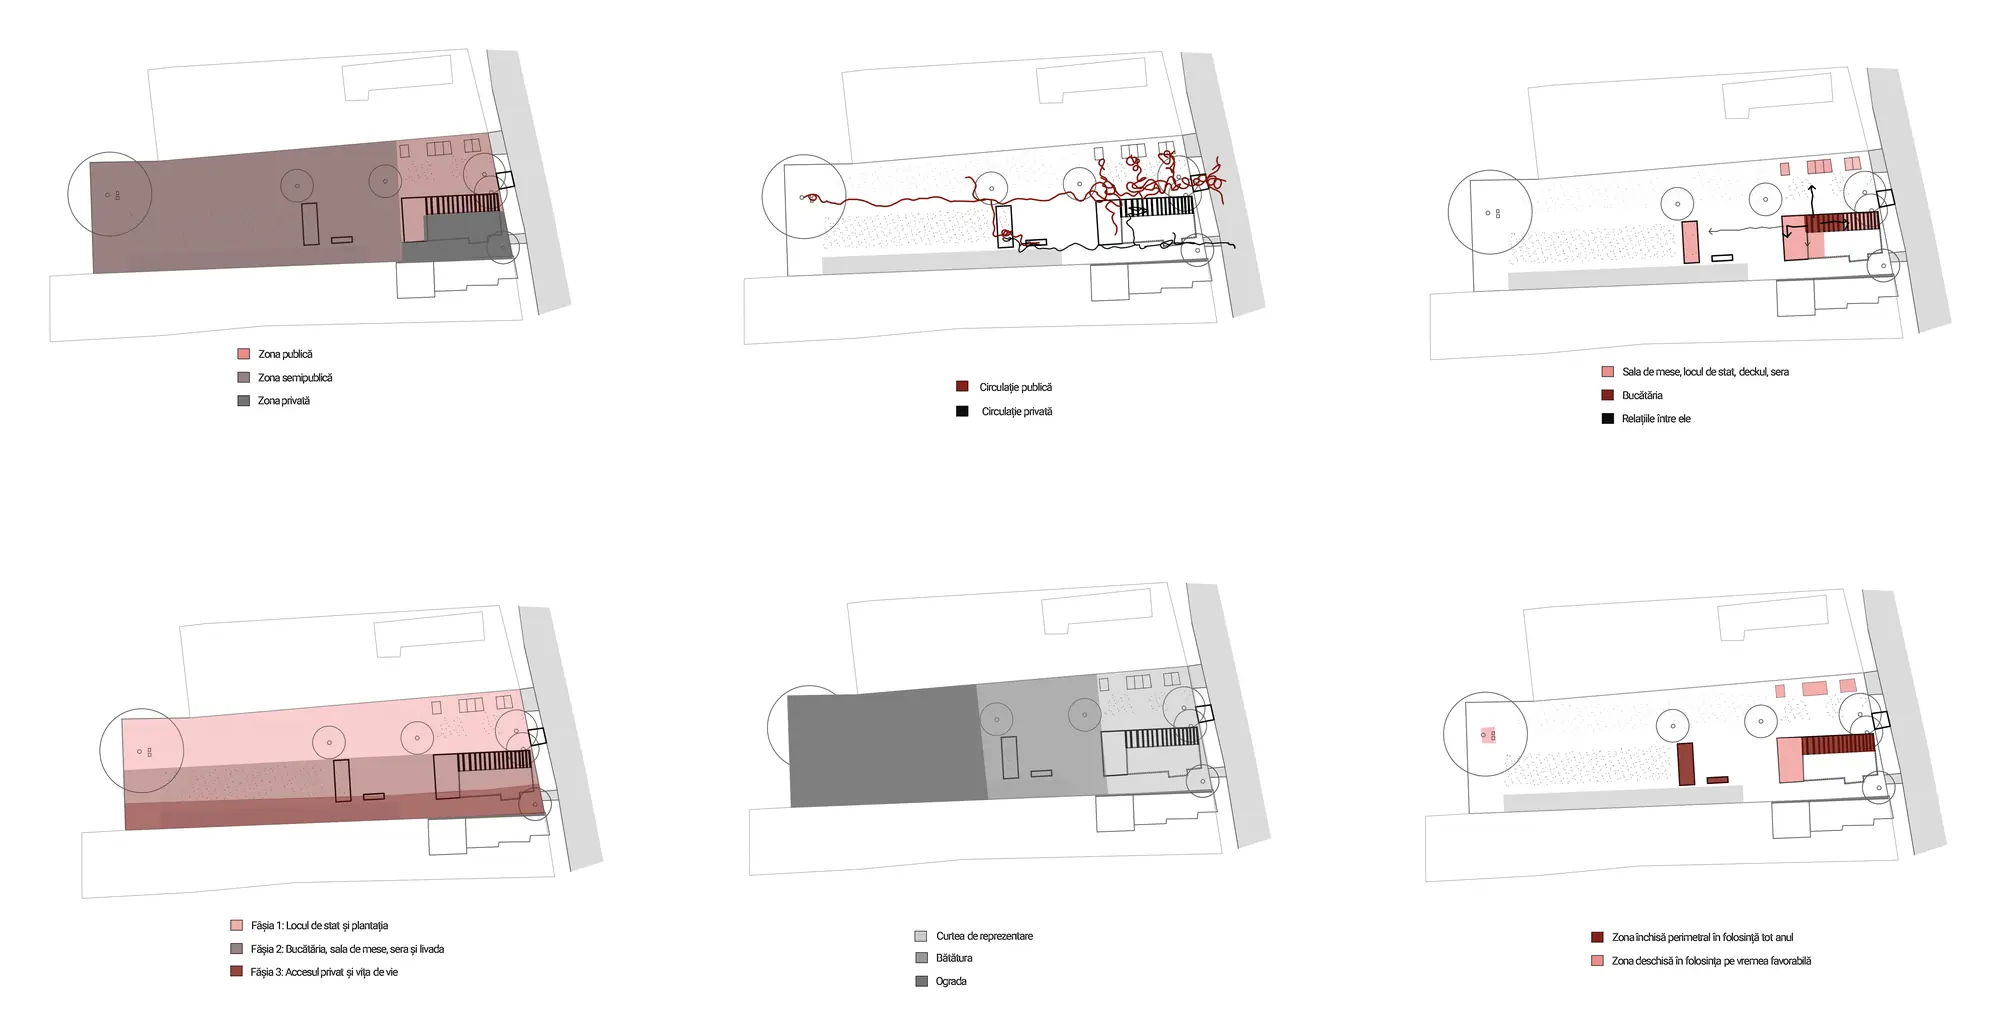 Zona publică
Zona semipublică
Zona privată
Circulație publică
Circulație privată
Sala de mese, locul de stat, deckul, sera
Bucătăria
Relațiile între ele
Fâșia 1: Locul de stat și plantația
Fâșia 2: Bucătăria, sala de mese, sera și livada
Fâșia 3: Accesul privat și vița de vie
Curtea de reprezentare
Bătătura
Ograda
Zona închisă perimetral în folosință tot anul
Zona deschisă în folosința pe vremea favorabilă